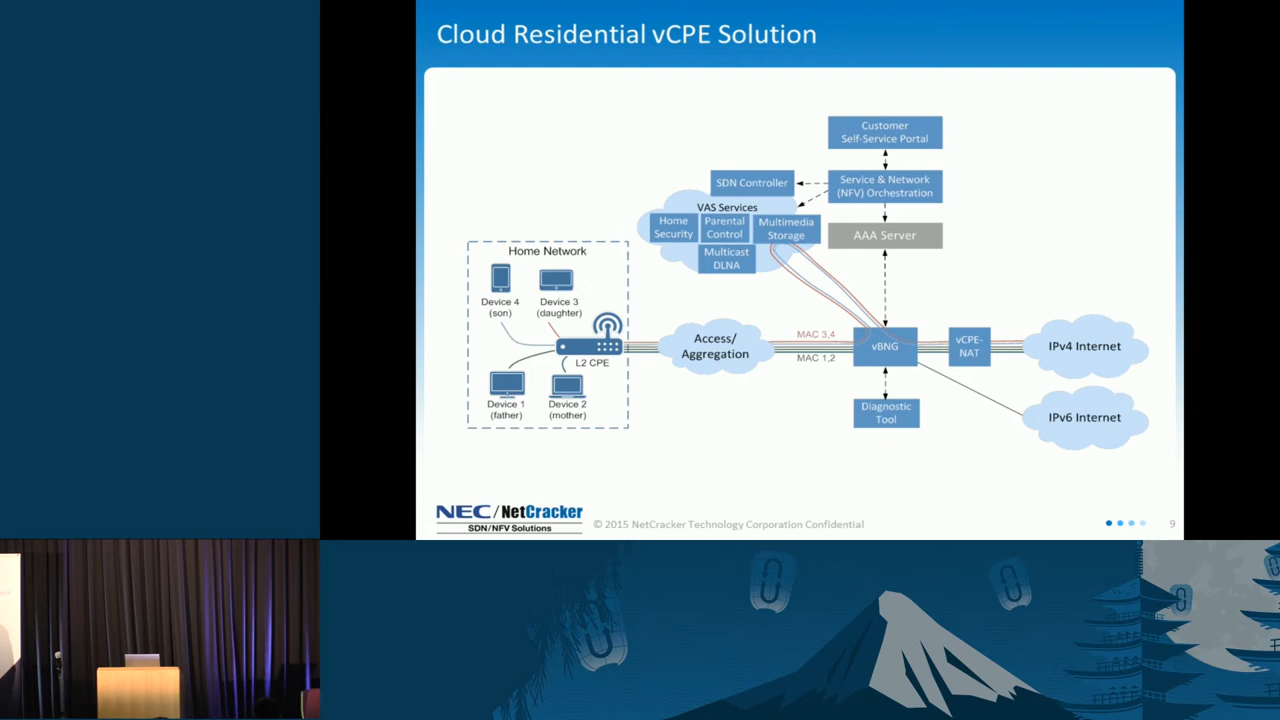 Cloud Residential vCPE Solution
Customer
Self-Service Portal
SDN Controller
Service & Network
(NFV) Orchestration
VAS Services
Home
Security
Parental
Control
Multimedia
Storage
AAA Server
Multicast
DLNA
Home Network
Device 4
(son)
Device 3
(daughter)
L2 CPE
Device 1
(father)
Device 2
(mother)
Access/
Aggregation
MAC 3,4
MAC 1,2
vBNG
vCPE-
NAT
IPv4 Internet
IPv6 Internet
Diagnostic
Tool
NEC/NetCracker
SDN/NFV Solutions
© 2015 NetCracker Technology Corporation Confidential
9